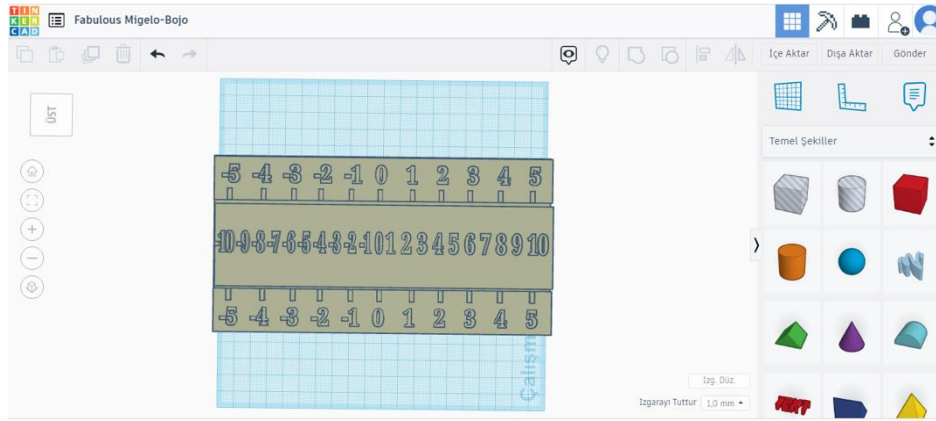 TIN
KER
CAD
Fabulous Migelo-Bojo
İçe Aktar Dışa Aktar Gönder
ÜST
Temel Şekiller
-5 -4 -3 -2 -1 0 1 2 3 4 5
-10-9-8-7-6-5-4-3-2-1012345678910
-5 -4 -3 -2 -1 0 1 2 3 4 5
Çalışm
Izg. Düz.
Izgarayı Tuttur 1,0 mm
TEXT